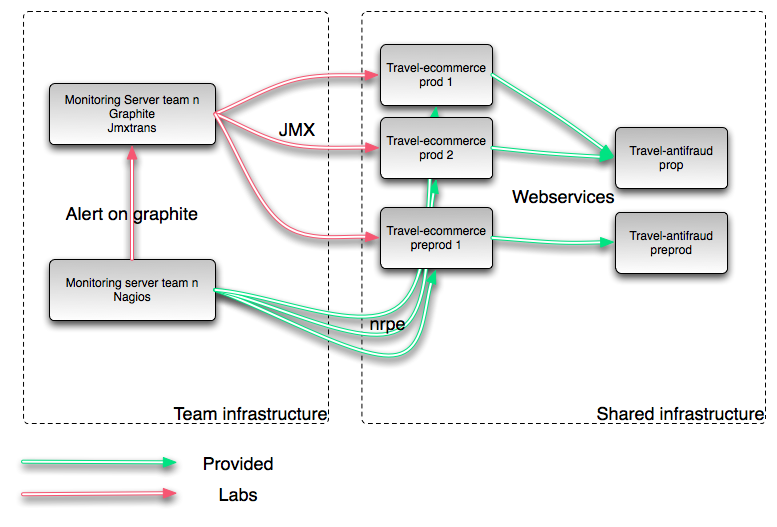 Monitoring Server team n
Graphite
Jmxtrans
JMX
Alert on graphite
Monitoring server team n
Nagios
nrpe
Team infrastructure
Travel-ecommerce
prod 1
Travel-ecommerce
prod 2
Travel-ecommerce
preprod 1
Webservices
Travel-antifraud
prop
Travel-antifraud
preprod
Shared infrastructure
Provided
Labs